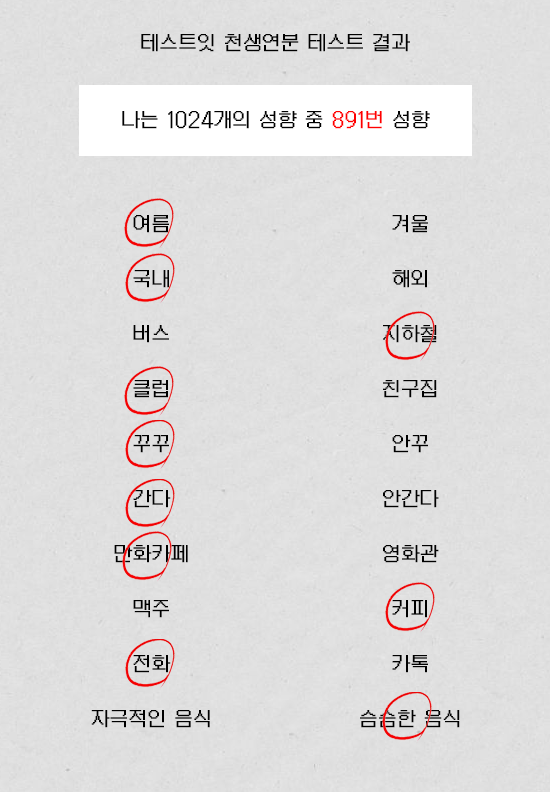 테스트잇 천생연분 테스트 결과
나는 1024개의 성향 중 891번 성향
여름 겨울
국내 해외
버스 지하철
클럽 친구집
꾸꾸 안꾸
간다 안간다
만화카페 영화관
맥주 커피
전화 카톡
자극적인 음식 슴슴한 음식